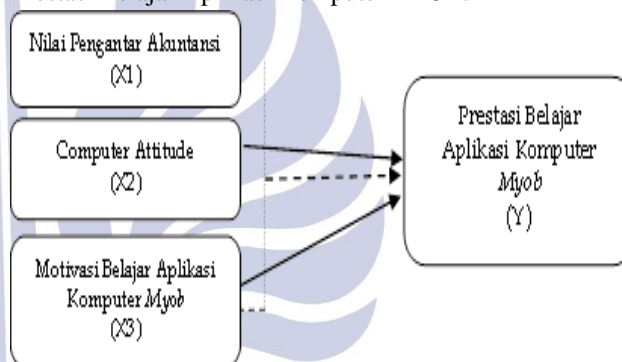 Nilai Pengantar Akuntansi
(X1)
Computer Attitude
(X2)
Motivasi Belajar Aplikasi
Komputer Myob
(X3)
Prestasi Belajar
Aplikasi Komputer
Myob
(Y)